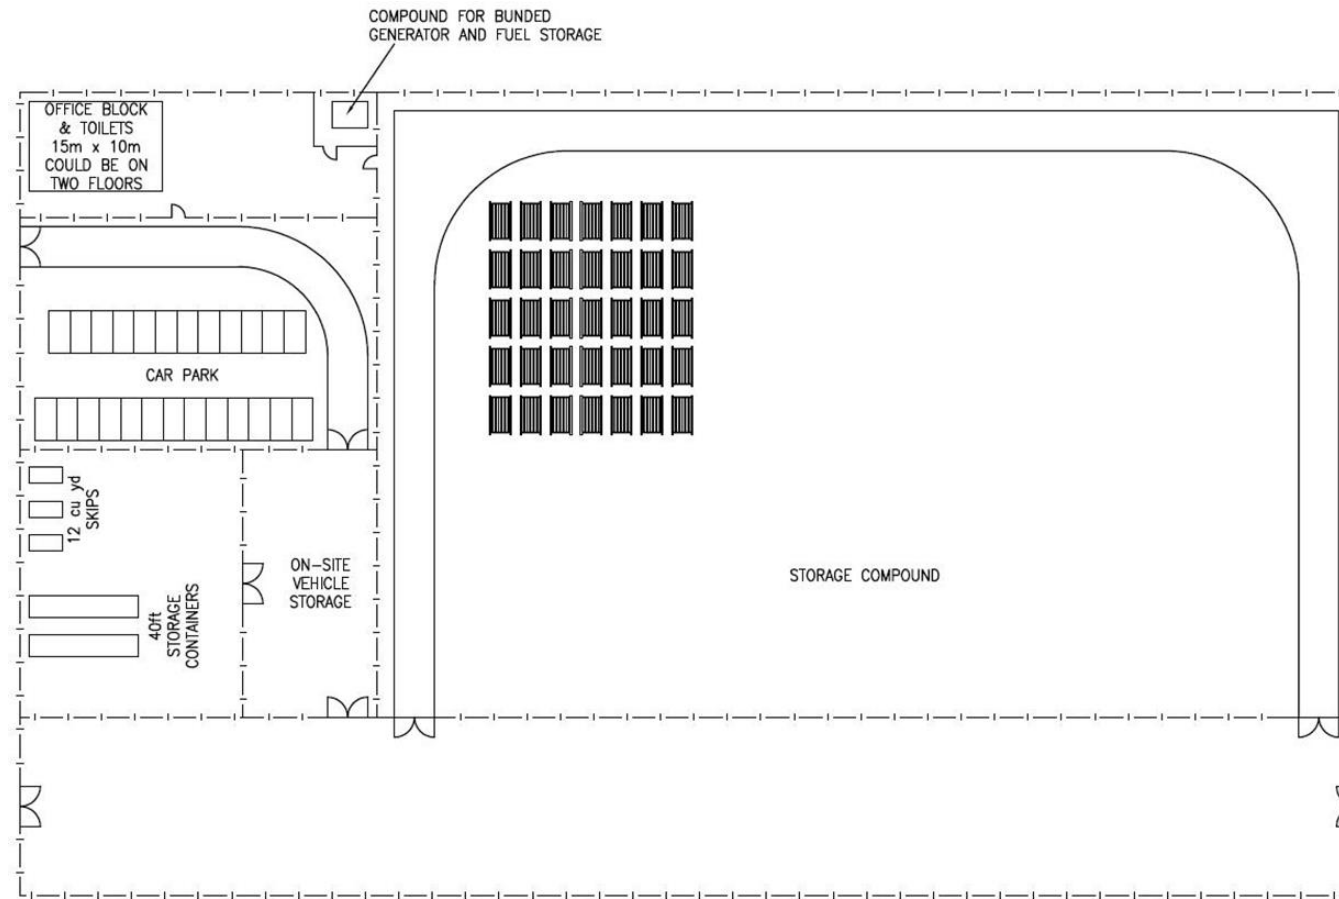 COMPOUND FOR BUNDED
GENERATOR AND FUEL STORAGE
OFFICE BLOCK
& TOILETS
15m x 10m
COULD BE ON
TWO FLOORS
CAR PARK
12 cu yd
SKIPS
ON-SITE
VEHICLE
STORAGE
40ft
STORAGE
CONTAINERS
STORAGE COMPOUND